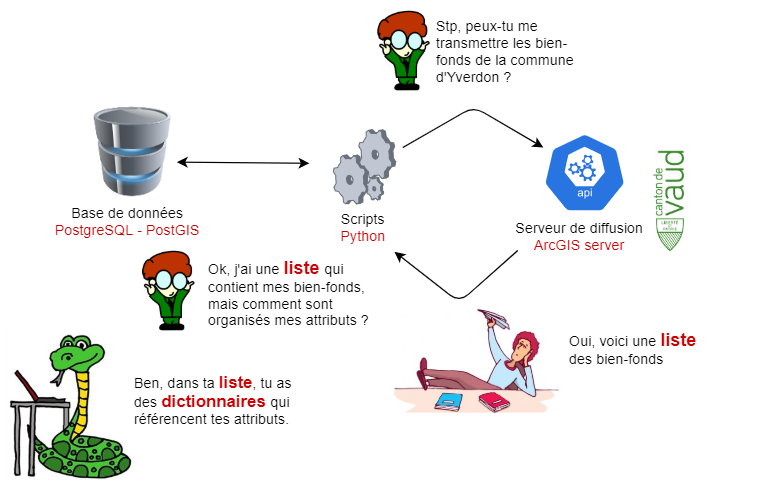 Stp, peux-tu me
transmettre les bien-
fonds de la commune
d'Yverdon ?
api
canton de
vaud
LIBERTÉ
ET
PATRIE
Base de données
PostgreSQL - PostGIS
Scripts
Python
Serveur de diffusion
ArcGIS server
Ok, j'ai une liste qui
contient mes bien-fonds,
mais comment sont
organisés mes attributs ?
Oui, voici une liste
des bien-fonds
Ben, dans ta liste, tu as
des dictionnaires qui
référencent tes attributs.